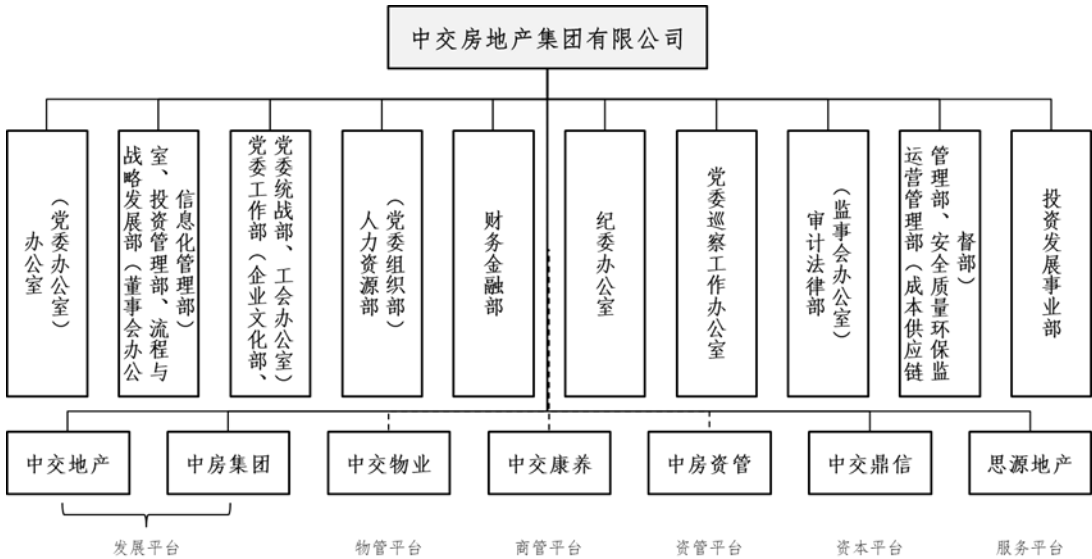 中交房地产集团有限公司
办公室
（党委办公室）
战略发展部（董事会办公
室、投资管理部、流程与
信息化管理部）
党委工作部（企业文化部、
党委统战部、工会办公室）
人力资源部
（党委组织部）
财务金融部
纪委办公室
党委巡察工作办公室
审计法律部
（监事会办公室）
运营管理部（成本供应链
管理部、安全质量环保监
督部）
投资发展事业部
中交地产
中房集团
中交物业
中交康养
中房资管
中交鼎信
思源地产
发展平台
物管平台
商管平台
资管平台
资本平台
服务平台